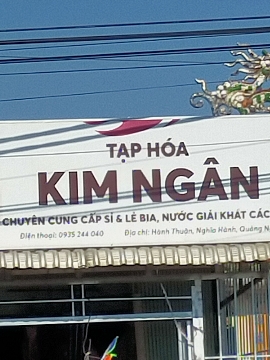 TẠP HÓA
KIM NGÂN
CHUYÊN CUNG CẤP SỈ & LẺ BIA, NƯỚC GIẢI KHÁT CÁC
Điện thoại: 0935 244 040 Địa chỉ: Hành Thuận, Nghĩa Hành, Quảng Ng